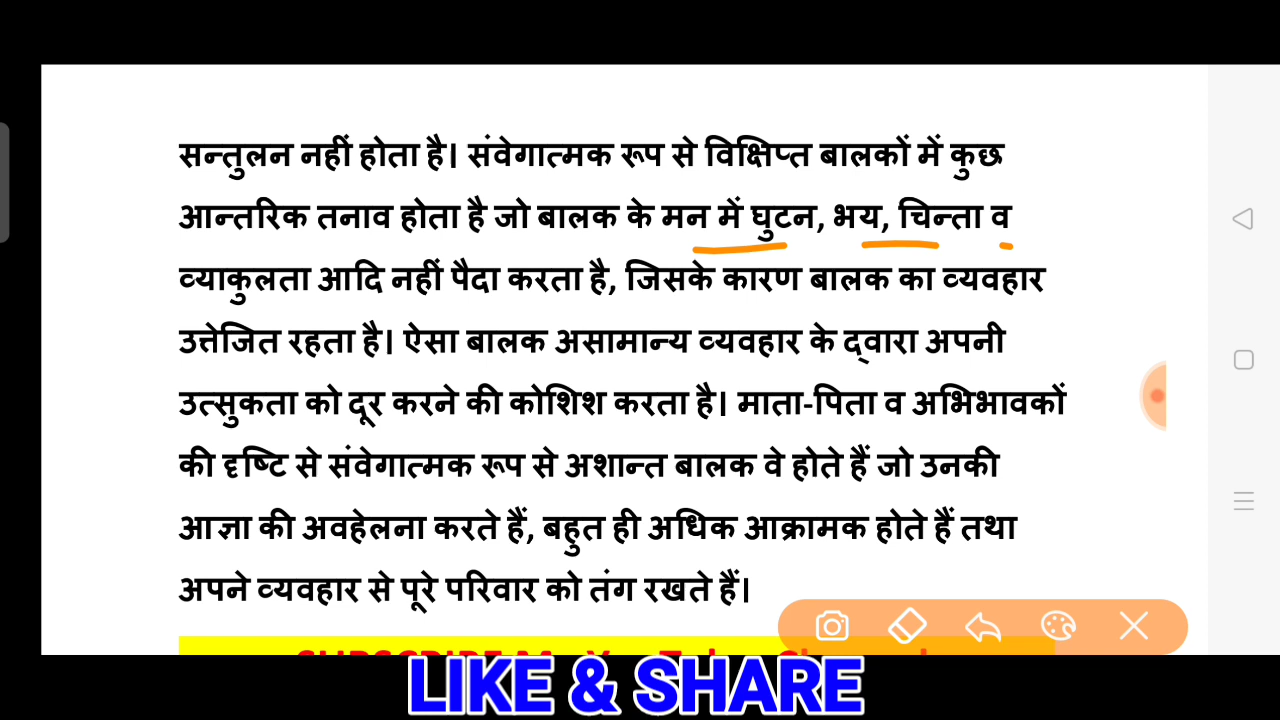 सन्तुलन नहीं होता है। संवेगात्मक रूप से विक्षिप्त बालकों में कुछ
आन्तरिक तनाव होता है जो बालक के मन में घुटन, भय, चिन्ता व
व्याकुलता आदि नहीं पैदा करता है, जिसके कारण बालक का व्यवहार
उत्तेजित रहता है। ऐसा बालक असामान्य व्यवहार के द्वारा अपनी
उत्सुकता को दूर करने की कोशिश करता है। माता-पिता व अभिभावकों
की दृष्टि से संवेगात्मक रूप से अशान्त बालक वे होते हैं जो उनकी
आज्ञा की अवहेलना करते हैं, बहुत ही अधिक आक्रामक होते हैं तथा
अपने व्यवहार से पूरे परिवार को तंग रखते हैं।
LIKE & SHARE